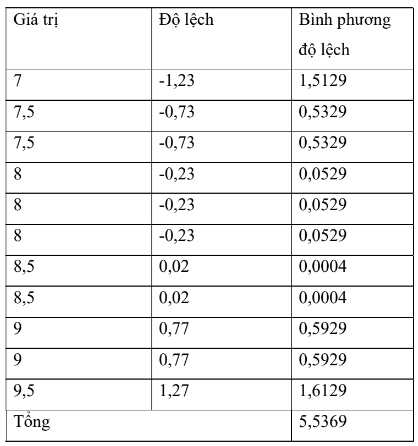 Giá trị Độ lệch Bình phương
độ lệch
7 -1,23 1,5129
7,5 -0,73 0,5329
7,5 -0,73 0,5329
8 -0,23 0,0529
8 -0,23 0,0529
8 -0,23 0,0529
8,5 0,02 0,0004
8,5 0,02 0,0004
9 0,77 0,5929
9 0,77 0,5929
9,5 1,27 1,6129
Tổng 5,5369